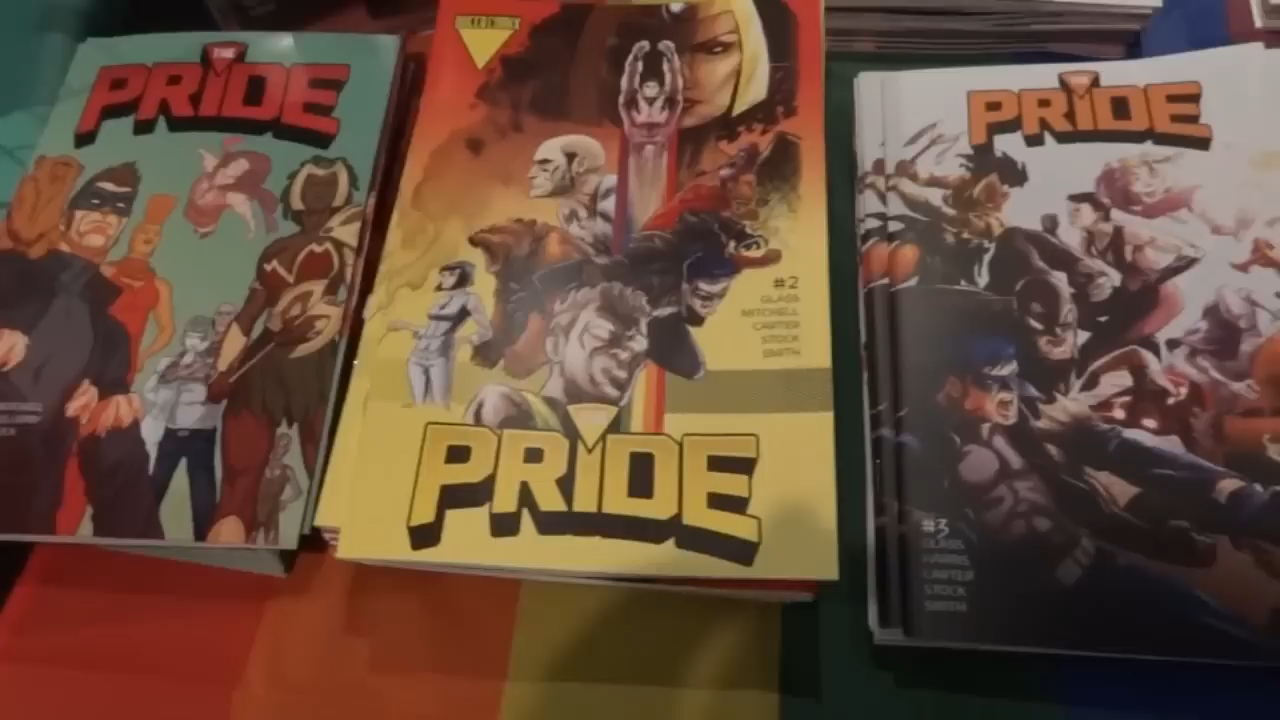 THE
PRiDE
#2
GLASS
MITCHELL
CARTER
STOCK
SMITH
PRiDE
PRiDE
#3
GLASS
HARRIS
CARTER
STOCK
SMITH